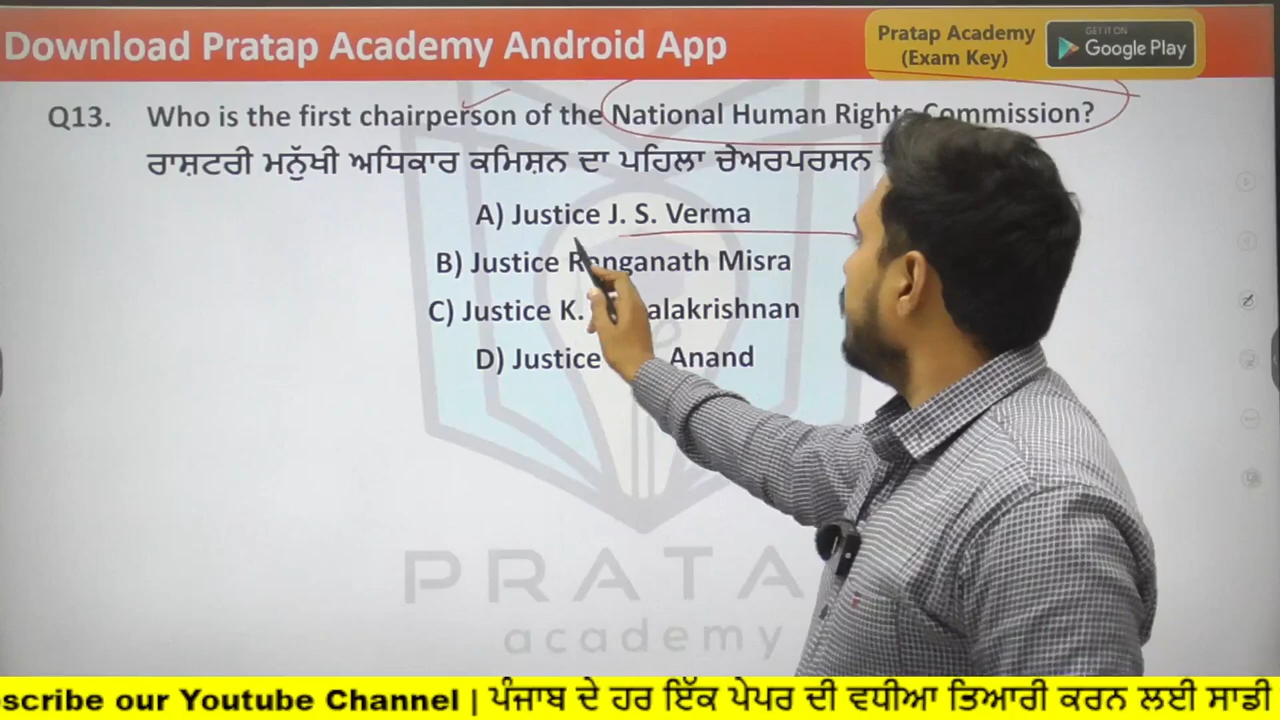 Download Pratap Academy Android App
Pratap Academy
(Exam Key)
GET IT ON
Google Play
Q13. Who is the first chairperson of the National Human Rights Commission?
ਰਾਸ਼ਟਰੀ ਮਨੁੱਖੀ ਅਧਿਕਾਰ ਕਮਿਸ਼ਨ ਦਾ ਪਹਿਲਾ ਚੇਅਰਪਰਸਨ
A) Justice J. S. Verma
B) Justice Ranganath Misra
C) Justice K. alakrishnan
D) Justice Anand
PRATA
academy
scribe our Youtube Channel | ਪੰਜਾਬ ਦੇ ਹਰ ਇੱਕ ਪੇਪਰ ਦੀ ਵਧੀਆ ਤਿਆਰੀ ਕਰਨ ਲਈ ਸਾਡੀ